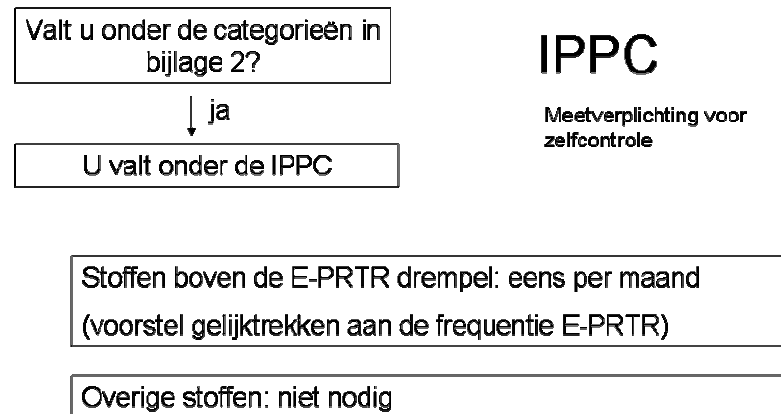 Valt u onder de categorieën in
bijlage 2?
IPPC
ja
Meetverplichting voor
zelfcontrole
U valt onder de IPPC
Stoffen boven de E-PRTR drempel: eens per maand
(voorstel gelijktrekken aan de frequentie E-PRTR)
Overige stoffen: niet nodig